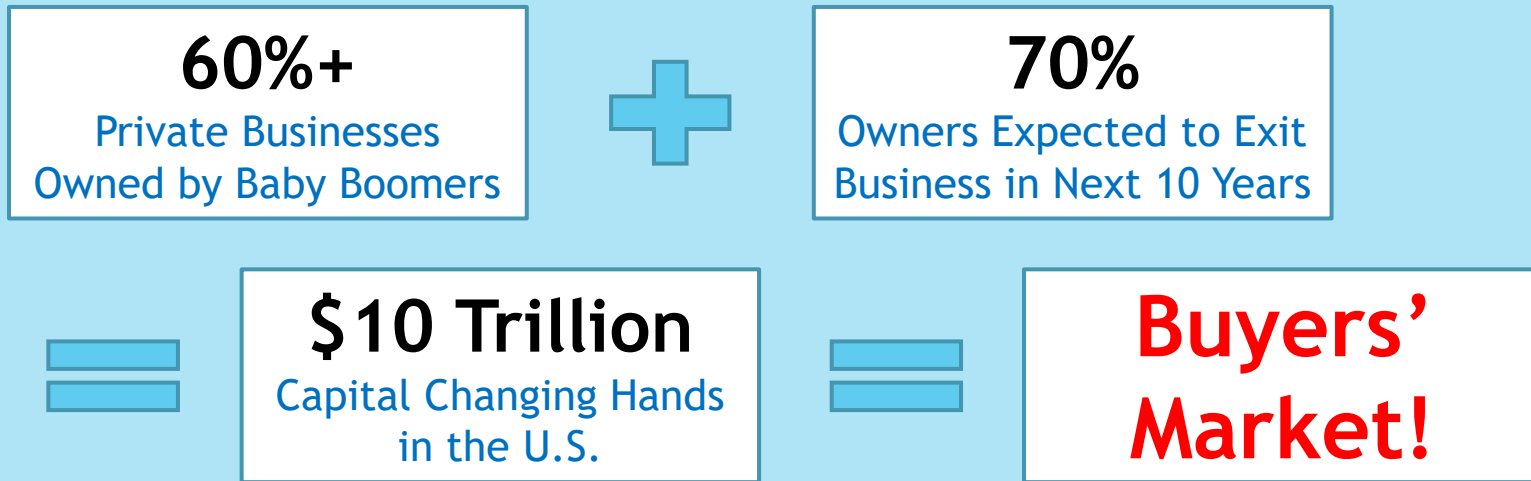 60%+
Private Businesses
Owned by Baby Boomers
70%
Owners Expected to Exit
Business in Next 10 Years
$10 Trillion
Capital Changing Hands
in the U.S.
Buyers’
Market!